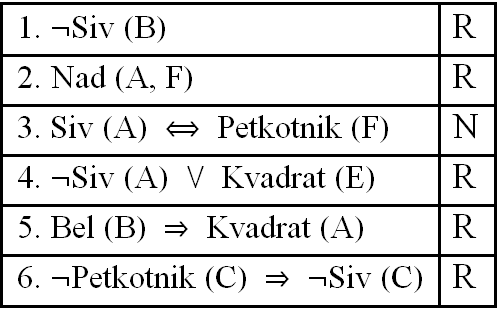 1. ¬Siv (B) R
2. Nad (A, F) R
3. Siv (A) ⇔ Petkotnik (F) N
4. ¬Siv (A) \/ Kvadrat (E) R
5. Bel (B) ⇒ Kvadrat (A) R
6. ¬Petkotnik (C) ⇒ ¬Siv (C) R